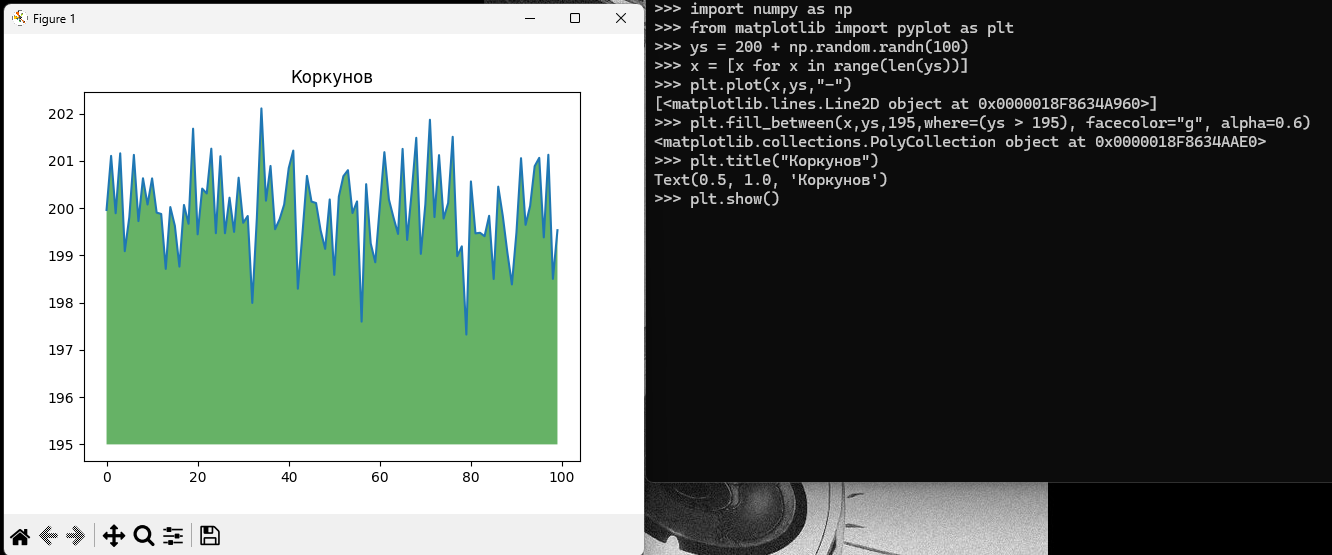 Figure 1
Коркунов
202
201
200
199
198
197
196
195
0 20 40 60 80 100
>>> import numpy as np
>>> from matplotlib import pyplot as plt
>>> ys = 200 + np.random.randn(100)
>>> x = [x for x in range(len(ys))]
>>> plt.plot(x,ys,"-")
[<matplotlib.lines.Line2D object at 0x0000018F8634A960>]
>>> plt.fill_between(x,ys,195,where=(ys > 195), facecolor="g", alpha=0.6)
<matplotlib.collections.PolyCollection object at 0x0000018F8634AAE0>
>>> plt.title("Коркунов")
Text(0.5, 1.0, 'Коркунов')
>>> plt.show()